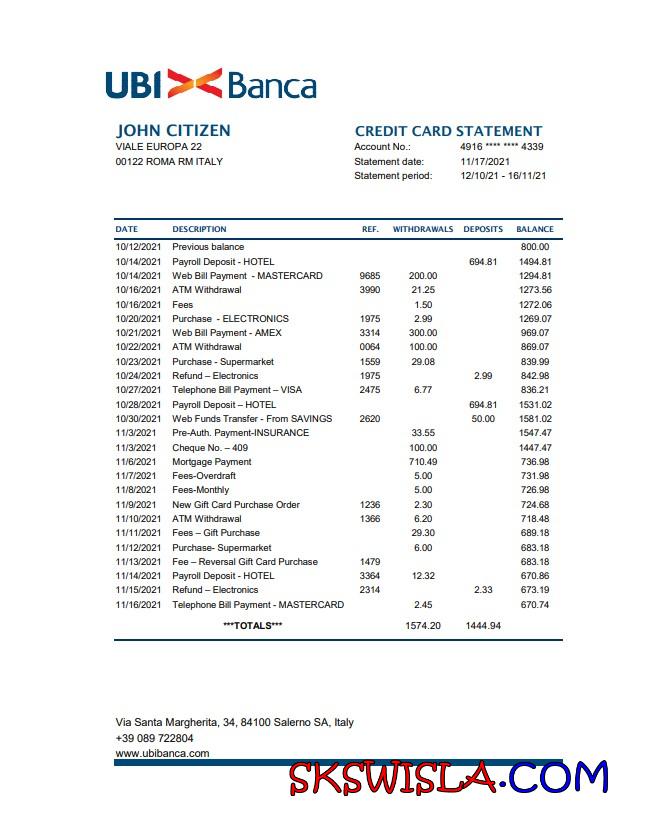 UBI Banca
JOHN CITIZEN
VIALE EUROPA 22
00122 ROMA RM ITALY
CREDIT CARD STATEMENT
Account No.: 4916 **** **** 4339
Statement date: 11/17/2021
Statement period: 12/10/21 - 16/11/21
DATE DESCRIPTION REF. WITHDRAWALS DEPOSITS BALANCE
10/12/2021 Previous balance 800.00
10/14/2021 Payroll Deposit - HOTEL 694.81 1494.81
10/14/2021 Web Bill Payment - MASTERCARD 9685 200.00 1294.81
10/16/2021 ATM Withdrawal 3990 21.25 1273.56
10/16/2021 Fees 1.50 1272.06
10/20/2021 Purchase - ELECTRONICS 1975 2.99 1269.07
10/21/2021 Web Bill Payment - AMEX 3314 300.00 969.07
10/22/2021 ATM Withdrawal 0064 100.00 869.07
10/23/2021 Purchase - Supermarket 1559 29.08 839.99
10/24/2021 Refund – Electronics 1975 2.99 842.98
10/27/2021 Telephone Bill Payment – VISA 2475 6.77 836.21
10/28/2021 Payroll Deposit – HOTEL 694.81 1531.02
10/30/2021 Web Funds Transfer - From SAVINGS 2620 50.00 1581.02
11/3/2021 Pre-Auth. Payment-INSURANCE 33.55 1547.47
11/3/2021 Cheque No. – 409 100.00 1447.47
11/6/2021 Mortgage Payment 710.49 736.98
11/7/2021 Fees-Overdraft 5.00 731.98
11/8/2021 Fees-Monthly 5.00 726.98
11/9/2021 New Gift Card Purchase Order 1236 2.30 724.68
11/10/2021 ATM Withdrawal 1366 6.20 718.48
11/11/2021 Fees – Gift Purchase 29.30 689.18
11/12/2021 Purchase- Supermarket 6.00 683.18
11/13/2021 Fee – Reversal Gift Card Purchase 1479 683.18
11/14/2021 Payroll Deposit - HOTEL 3364 12.32 670.86
11/15/2021 Refund – Electronics 2314 2.33 673.19
11/16/2021 Telephone Bill Payment - MASTERCARD 2.45 670.74
***TOTALS*** 1574.20 1444.94
Via Santa Margherita, 34, 84100 Salerno SA, Italy
+39 089 722804
www.ubibanca.com
SKSWISLA.COM